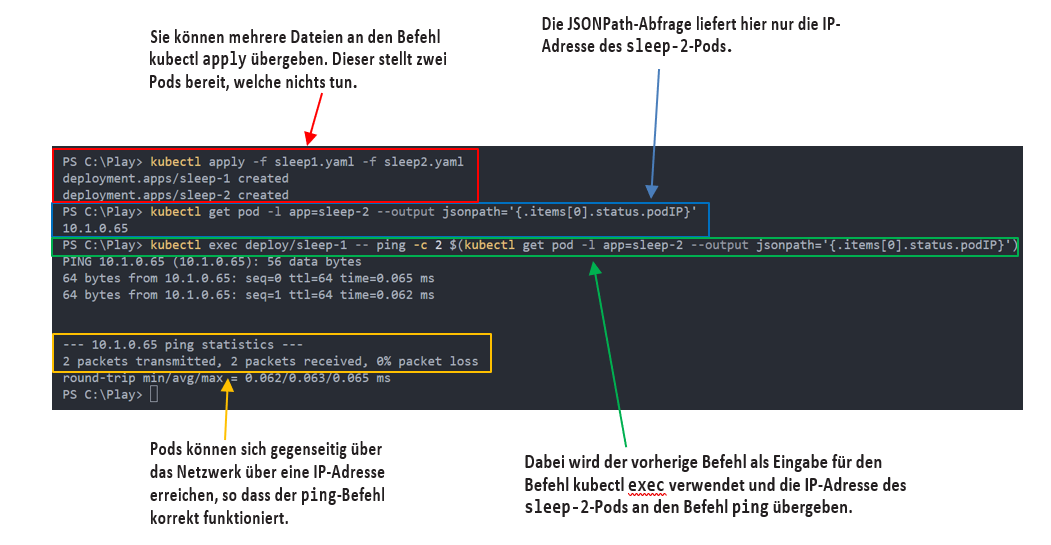 Die JSONPath-Abfrage liefert hier nur die IP-
Adresse des sleep-2-Pods.
Sie können mehrere Dateien an den Befehl
kubectl apply übergeben. Dieser stellt zwei
Pods bereit, welche nichts tun.
PS C:\Play> kubectl apply -f sleep1.yaml -f sleep2.yaml
deployment.apps/sleep-1 created
deployment.apps/sleep-2 created
PS C:\Play> kubectl get pod -l app=sleep-2 --output jsonpath='{.items[0].status.podIP}'
10.1.0.65
PS C:\Play> kubectl exec deploy/sleep-1 -- ping -c 2 $(kubectl get pod -l app=sleep-2 --output jsonpath='{.items[0].status.podIP}')
PING 10.1.0.65 (10.1.0.65): 56 data bytes
64 bytes from 10.1.0.65: seq=0 ttl=64 time=0.065 ms
64 bytes from 10.1.0.65: seq=1 ttl=64 time=0.062 ms
--- 10.1.0.65 ping statistics ---
2 packets transmitted, 2 packets received, 0% packet loss
round-trip min/avg/max = 0.062/0.063/0.065 ms
PS C:\Play>
Pods können sich gegenseitig über
das Netzwerk über eine IP-Adresse
erreichen, so dass der ping-Befehl
korrekt funktioniert.
Dabei wird der vorherige Befehl als Eingabe für den
Befehl kubectl exec verwendet und die IP-Adresse des
sleep-2-Pods an den Befehl ping übergeben.